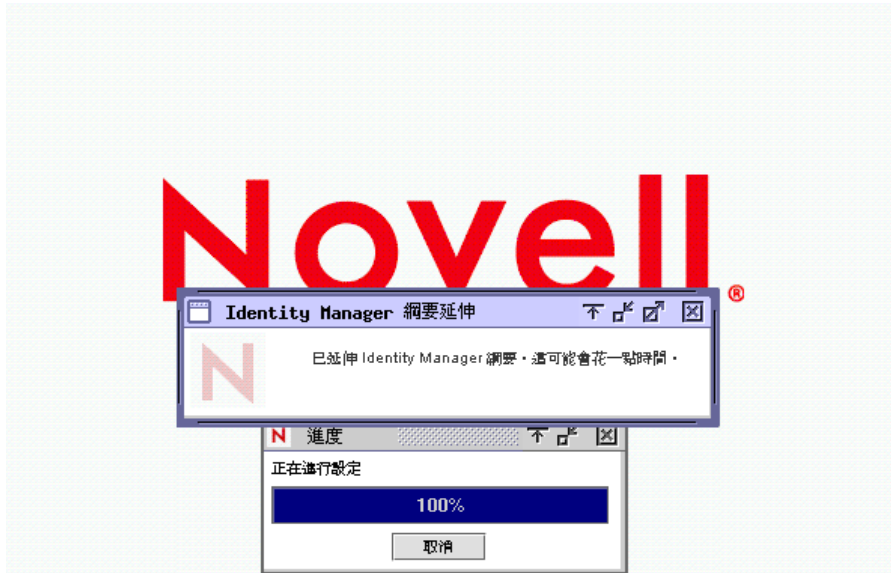 Novell®
Identity Manager 綱要延伸
已延伸 Identity Manager 綱要。這可能會花一點時間。
進度
正在進行設定
100%
取消